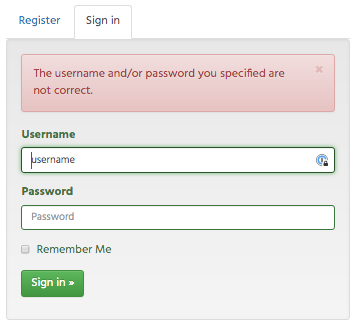 Register
Sign in
The username and/or password you specified are
not correct.
×
Username
username
Password
Password
Remember Me
Sign in »